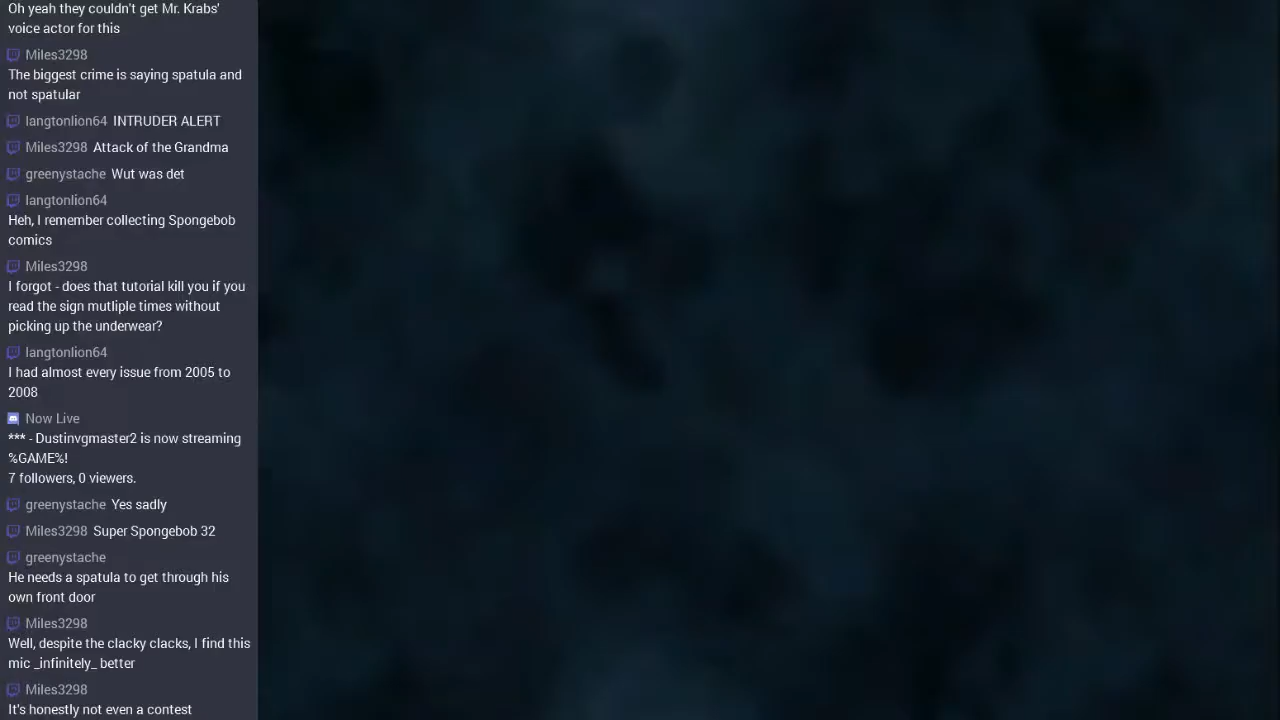 Oh yeah they couldn't get Mr. Krabs'
voice actor for this
Miles3298
The biggest crime is saying spatula and
not spatular
langtonlion64 INTRUDER ALERT
Miles3298 Attack of the Grandma
greenystache Wut was det
langtonlion64
Heh, I remember collecting Spongebob
comics
Miles3298
I forgot - does that tutorial kill you if you
read the sign mutliple times without
picking up the underwear?
langtonlion64
I had almost every issue from 2005 to
2008
Now Live
*** - Dustinvgmaster2 is now streaming
%GAME%!
7 followers, 0 viewers.
greenystache Yes sadly
Miles3298 Super Spongebob 32
greenystache
He needs a spatula to get through his
own front door
Miles3298
Well, despite the clacky clacks, I find this
mic _infinitely_ better
Miles3298
It's honestly not even a contest